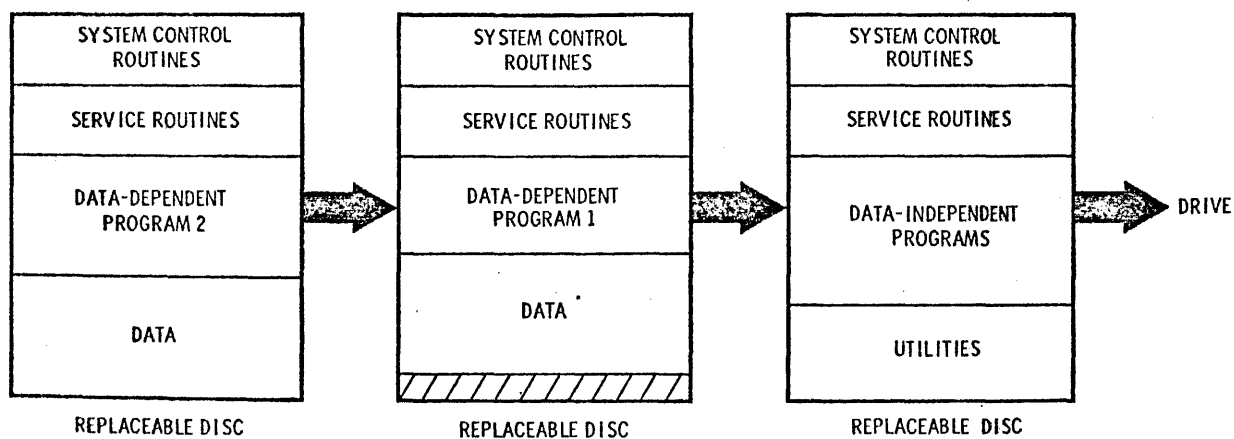 SYSTEM CONTROL
ROUTINES
SERVICE ROUTINES
DATA-DEPENDENT
PROGRAM 2
DATA
REPLACEABLE DISC
SYSTEM CONTROL
ROUTINES
SERVICE ROUTINES
DATA-DEPENDENT
PROGRAM 1
DATA
REPLACEABLE DISC
SYSTEM CONTROL
ROUTINES
SERVICE ROUTINES
DATA-INDEPENDENT
PROGRAMS
UTILITIES
REPLACEABLE DISC
DRIVE